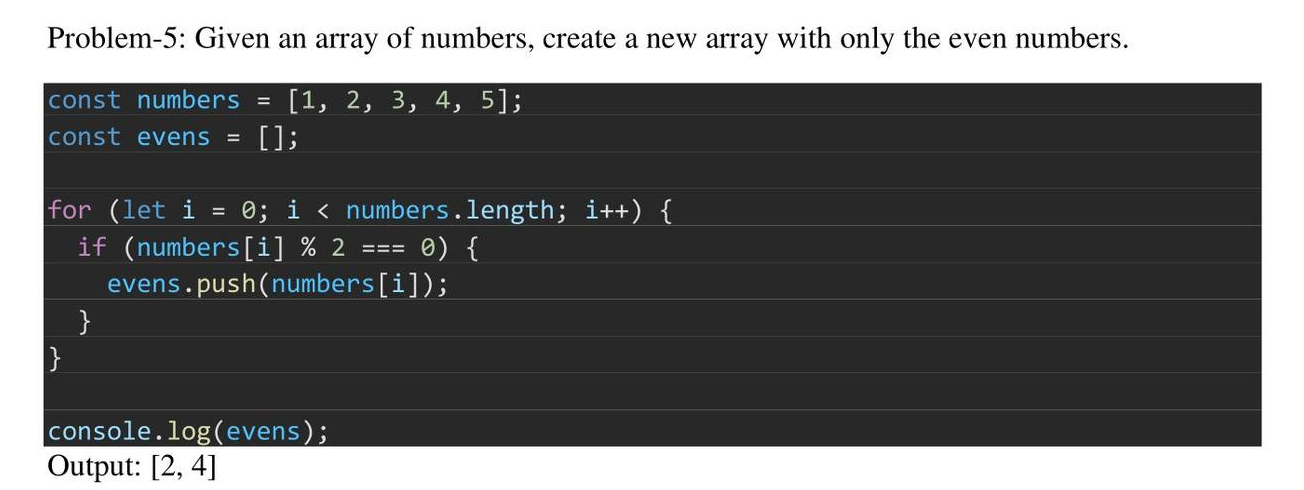 Problem-5: Given an array of numbers, create a new array with only the even numbers.
const numbers = [1, 2, 3, 4, 5];
const evens = [];
for (let i = 0; i < numbers.length; i++) {
  if (numbers[i] % 2 === 0) {
    evens.push(numbers[i]);
  }
}
console.log(evens);
Output: [2, 4]